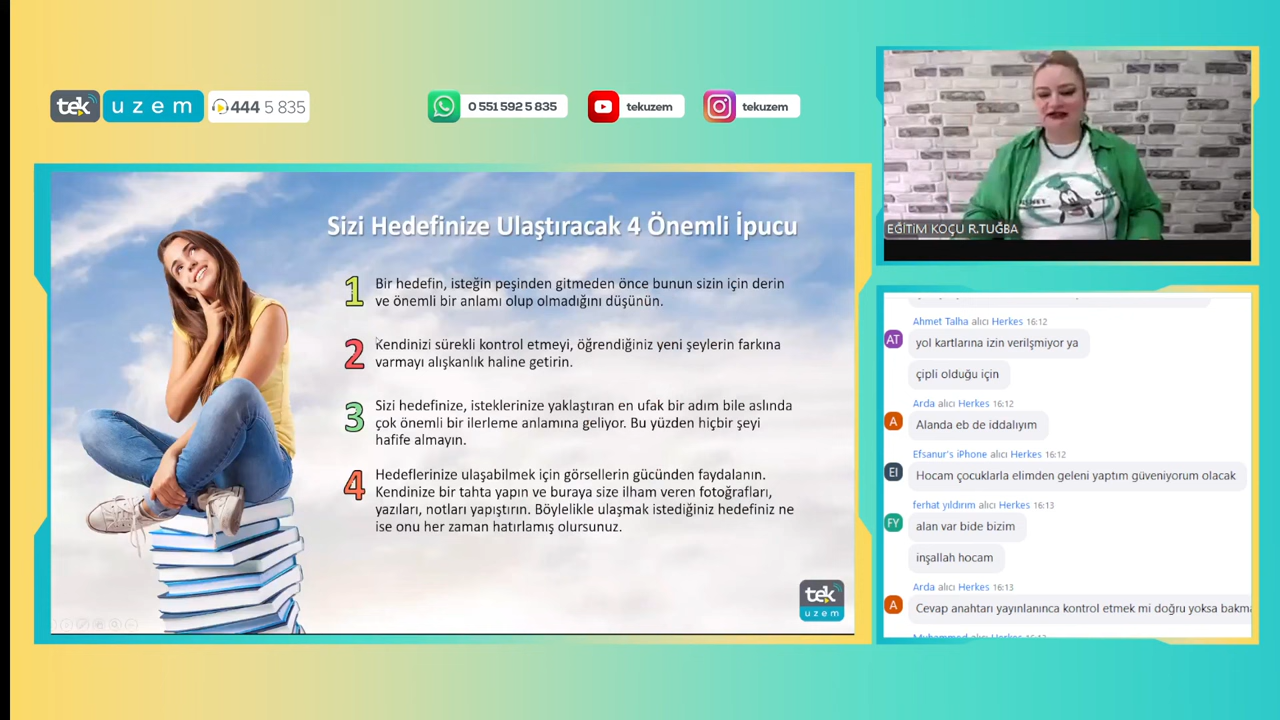 tek
uzem
444 5 835
0 551 592 5 835
tekuzem
tekuzem
Sizi Hedefinize Ulaştıracak 4 Önemli İpucu
1 Bir hedefin, isteğin peşinden gitmeden önce bunun sizin için derin
ve önemli bir anlamı olup olmadığını düşünün.
2 Kendinizi sürekli kontrol etmeyi, öğrendiğiniz yeni şeylerin farkına
varmayı alışkanlık haline getirin.
3 Sizi hedefinize, isteklerinize yaklaştıran en ufak bir adım bile aslında
çok önemli bir ilerleme anlamına geliyor. Bu yüzden hiçbir şeyi
hafife almayın.
4 Hedeflerinize ulaşabilmek için görsellerin gücünden faydalanın.
Kendinize bir tahta yapın ve buraya size ilham veren fotoğrafları,
yazıları, notları yapıştırın. Böylelikle ulaşmak istediğiniz hedefiniz ne
ise onu her zaman hatırlamış olursunuz.
tek
uzem
EĞİTİM KOÇU R.TUĞBA
Ahmet Talha alıcı Herkes 16:12
AT yol kartlarına izin verilşmiyor ya
çipli olduğu için
Arda alıcı Herkes 16:12
A Alanda eb de iddalıyım
Efsanur's iPhone alıcı Herkes 16:12
EI Hocam çocuklarla elimden geleni yaptım güveniyorum olacak
ferhat yıldırım alıcı Herkes 16:13
FY alan var bide bizim
inşallah hocam
Arda alıcı Herkes 16:13
A Cevap anahtarı yayınlanınca kontrol etmek mi doğru yoksa bakma